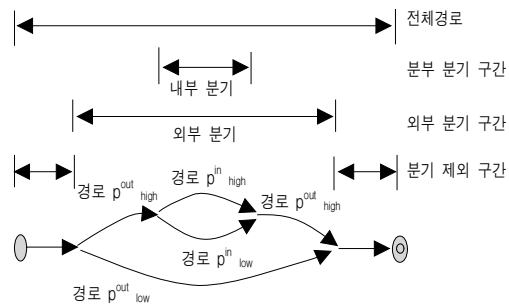 전체경로
분부 분기 구간
내부 분기
외부 분기 구간
외부 분기
분기 제외 구간
경로 p^out high
경로 p^in high
경로 p^out high
경로 p^in low
경로 p^out low